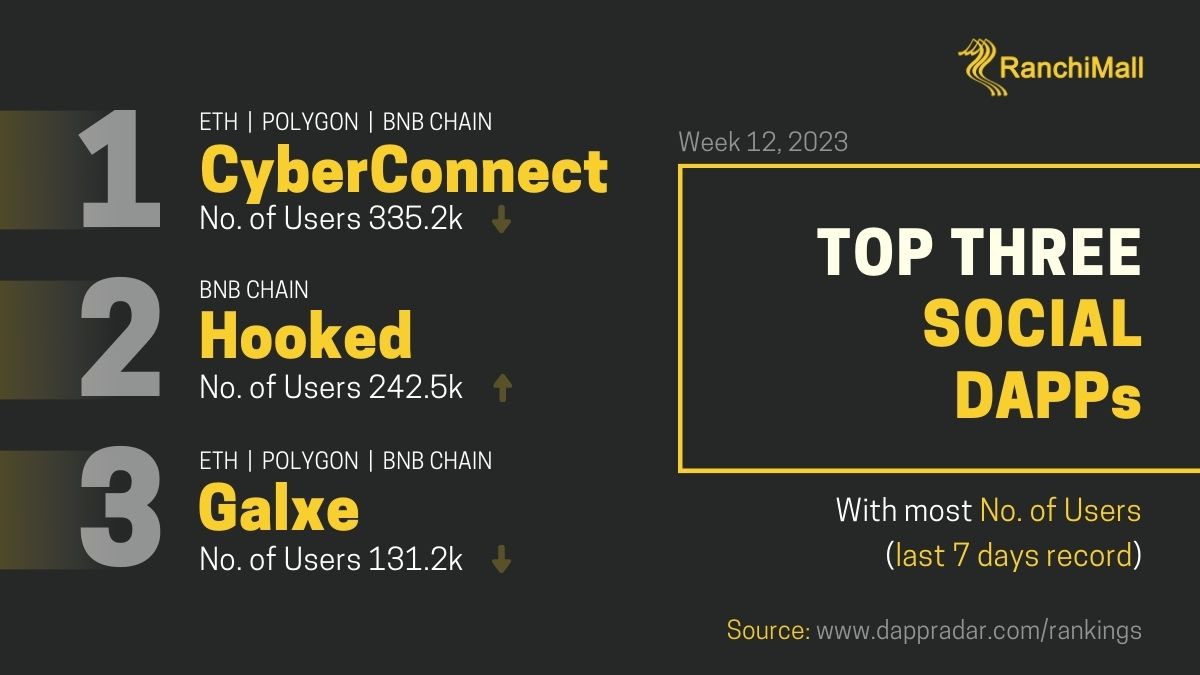 RanchiMall
1
ETH | POLYGON | BNB CHAIN
CyberConnect
No. of Users 335.2k
2
BNB CHAIN
Hooked
No. of Users 242.5k
3
ETH | POLYGON | BNB CHAIN
Galxe
No. of Users 131.2k
Week 12, 2023
TOP THREE
SOCIAL
DAPPs
With most No. of Users
(last 7 days record)
Source: www.dappradar.com/rankings